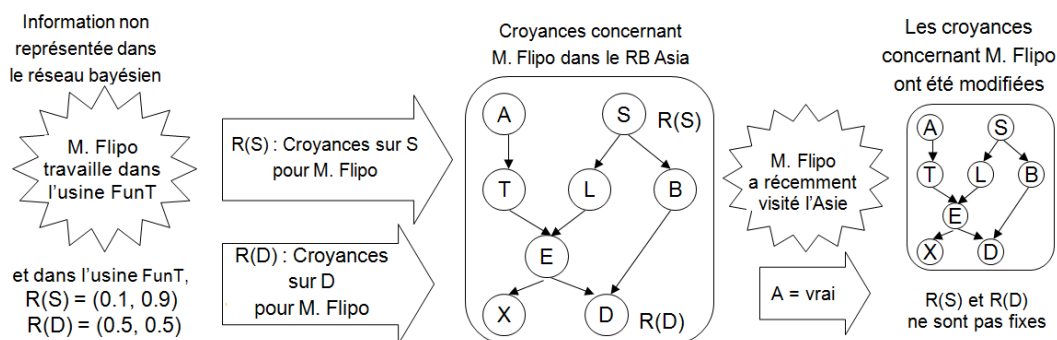 Information non
représentée dans
le réseau bayésien
M. Flipo
travaille dans
l'usine FunT
et dans l'usine FunT,
R(S) = (0.1, 0.9)
R(D) = (0.5, 0.5)
R(S) : Croyances sur S
pour M. Flipo
R(D) : Croyances
sur D
pour M. Flipo
Croyances concernant
M. Flipo dans le RB Asia
A
S
R(S)
T
L
B
E
X
D
R(D)
M. Flipo
a récemment
visité l'Asie
A = vrai
Les croyances
concernant M. Flipo
ont été modifiées
A
S
T
L
B
E
X
D
R(S) et R(D)
ne sont pas fixes